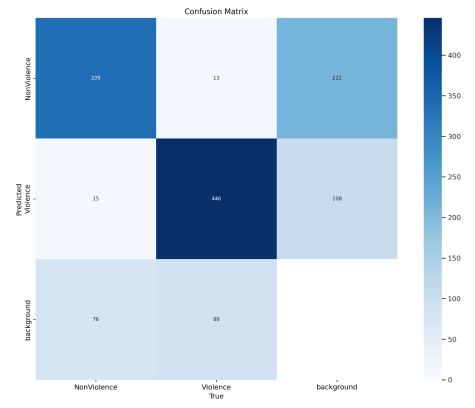 Confusion Matrix
NonViolence
339
13
212
Predicted
Violence
15
446
108
background
76
89
NonViolence
Violence
background
True
400
350
300
250
200
150
100
50
0